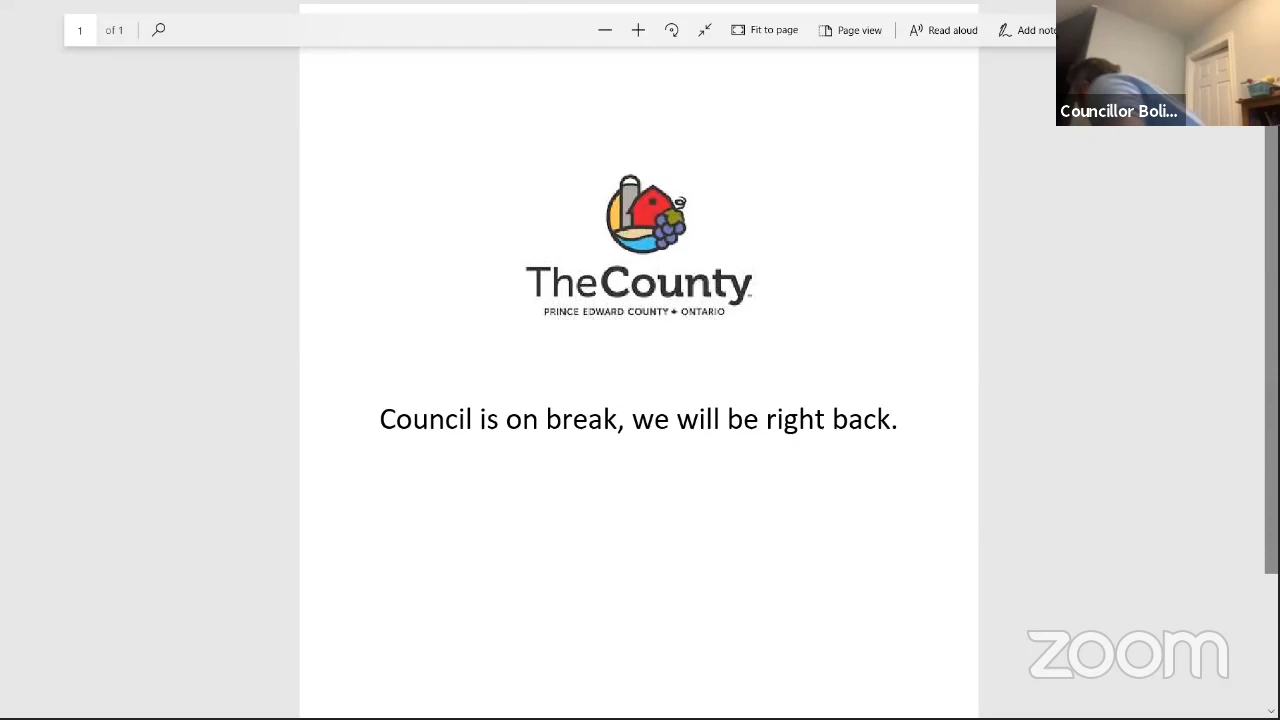 1
of 1
Fit to page
Page view
Read aloud
Add note
Councillor Boli...
TheCounty
PRINCE EDWARD COUNTY ONTARIO
Council is on break, we will be right back.
zoom